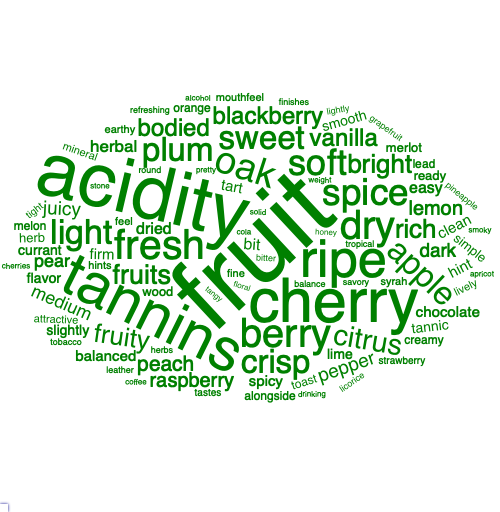 alcohol
mouthfeel
finishes
refreshing
orange
blackberry
lightly
smooth
grapefruit
earthy
bodied
sweet
vanilla
mineral
herbal
plum
oak
merlot
round
pretty
soft
bright
lead
ready
acidity
stone
tart
weight
spice
easy
pineapple
tight
juicy
fruit
lemon
melon
light
feel
dried
solid
cola
honey
dry
rich
clean
smoky
herb
fresh
bit
tropical
simple
currant
firm
bitter
ripe
apple
dark
hint
cherries
pear
hints
fruits
fine
balance
savory
syrah
apricot
flavor
tannins
wood
tangy
floral
cherry
lively
medium
chocolate
attractive
slightly
fruity
berry
citrus
tannic
tobacco
creamy
balanced
herbs
crisp
lime
pepper
strawberry
leather
peach
coffee
raspberry
spicy
toast
licorice
tastes
alongside
drinking